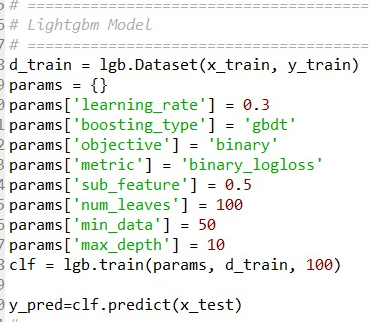 # ======================================
# Lightgbm Model
# ======================================
d_train = lgb.Dataset(x_train, y_train)
params = {}
params['learning_rate'] = 0.3
params['boosting_type'] = 'gbdt'
params['objective'] = 'binary'
params['metric'] = 'binary_logloss'
params['sub_feature'] = 0.5
params['num_leaves'] = 100
params['min_data'] = 50
params['max_depth'] = 10
clf = lgb.train(params, d_train, 100)
y_pred=clf.predict(x_test)